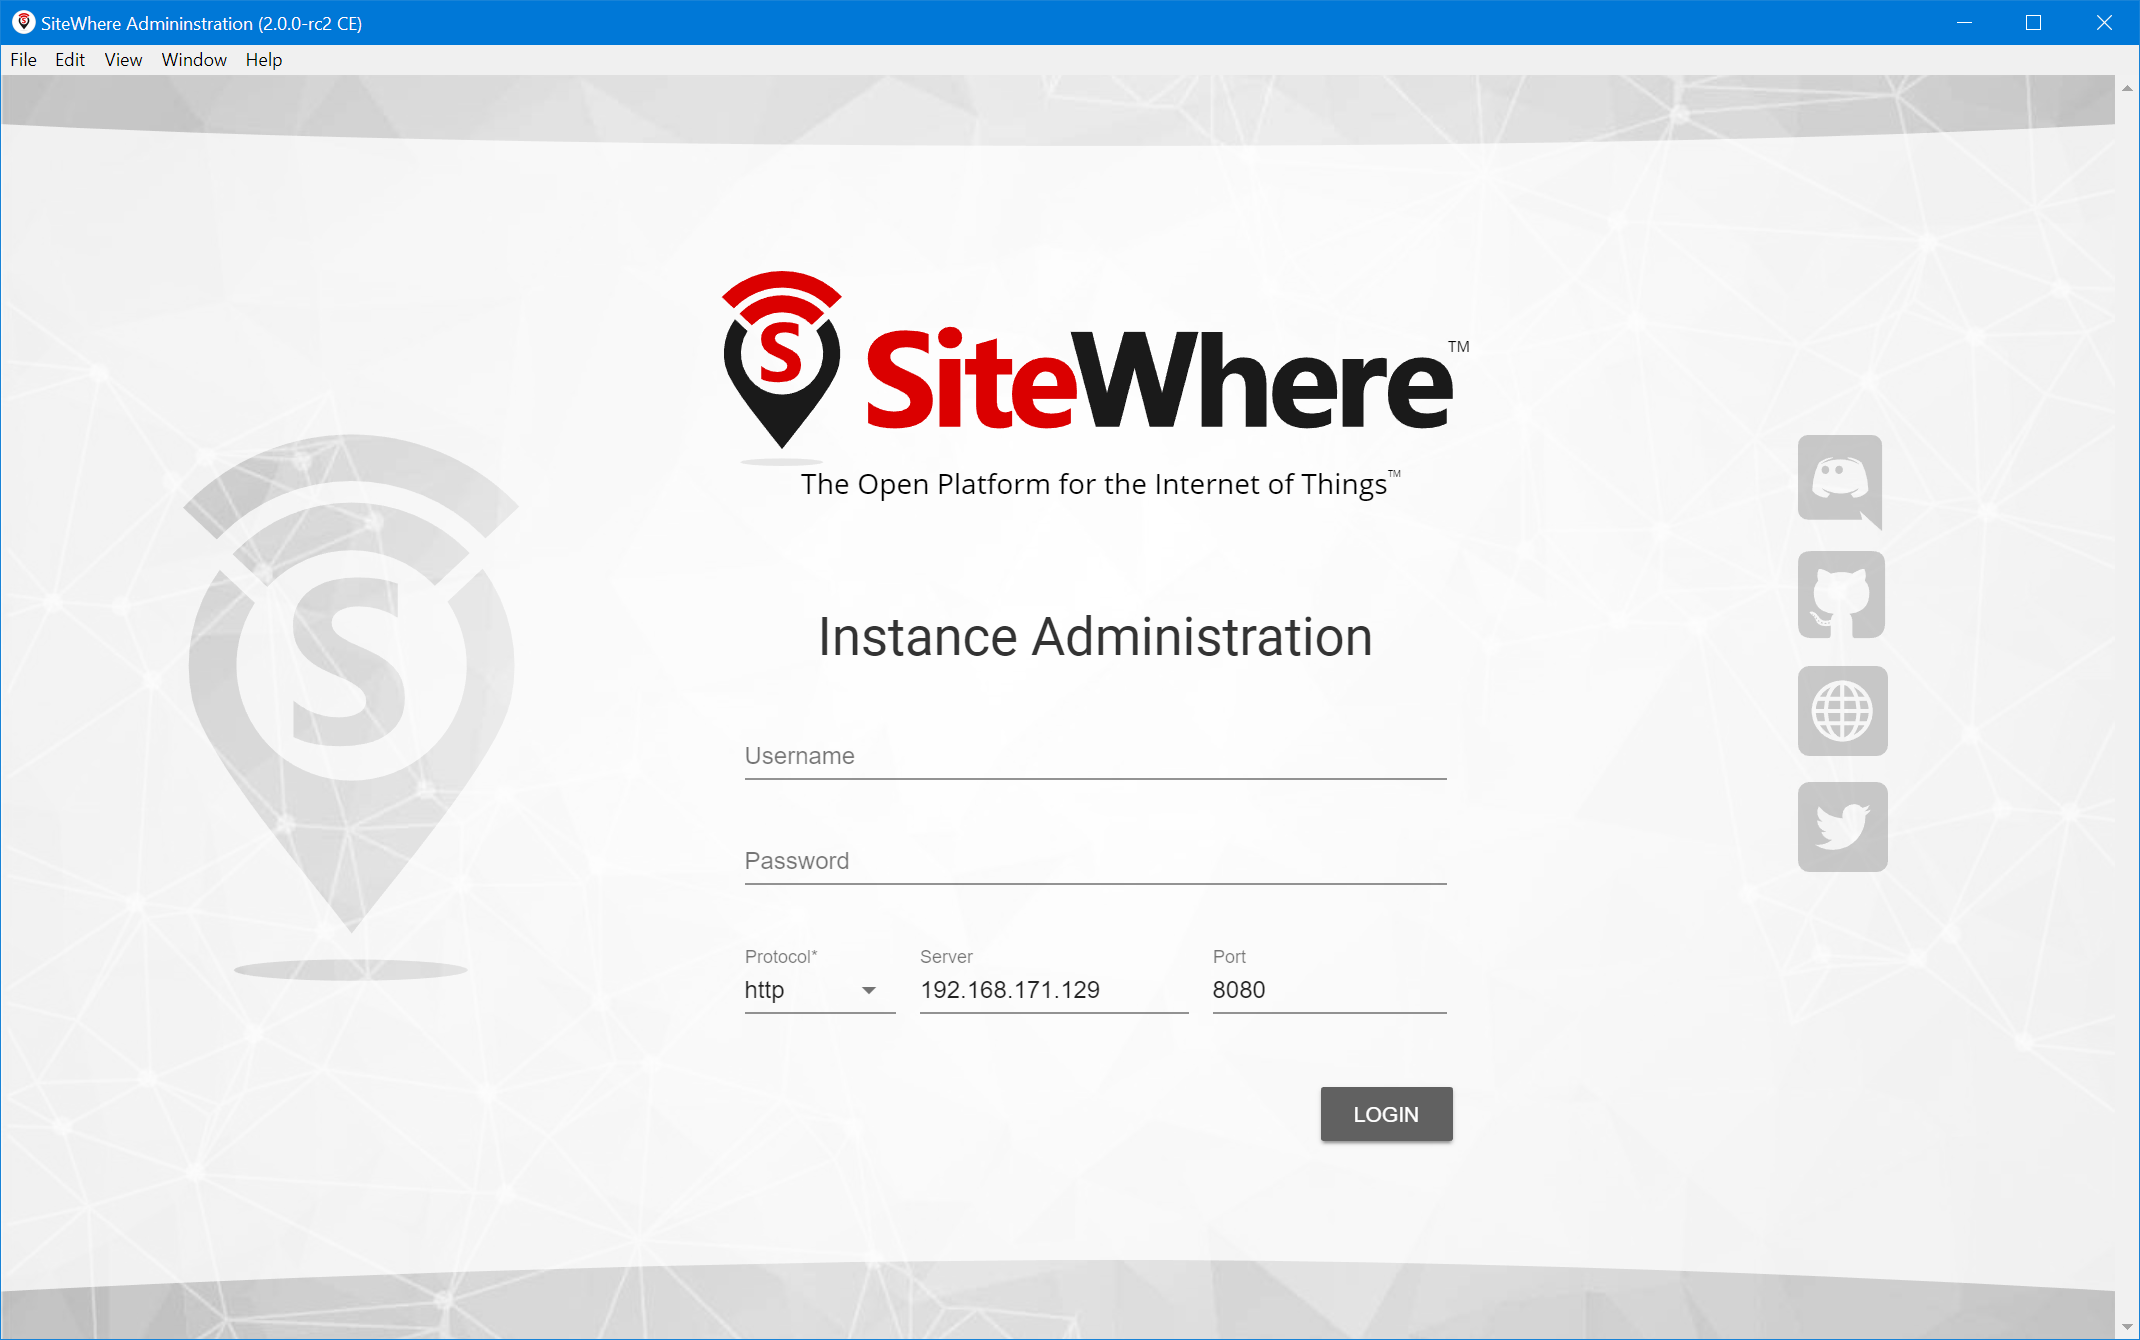 SiteWhere Admininstration (2.0.0-rc2 CE)
File Edit View Window Help
S SiteWhere™
The Open Platform for the Internet of Things™
S
Instance Administration
Username
Password
Protocol* Server Port
http 192.168.171.129 8080
LOGIN